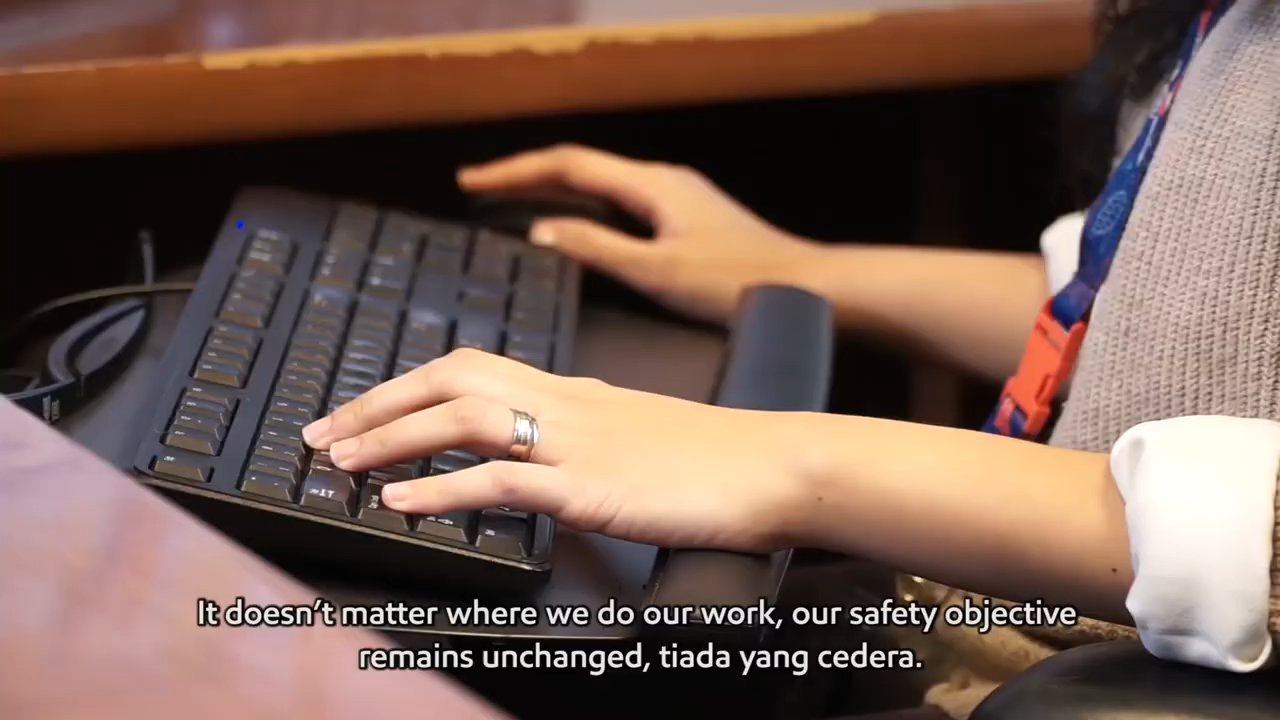 It doesn’t matter where we do our work, our safety objective
remains unchanged, tiada yang cedera.